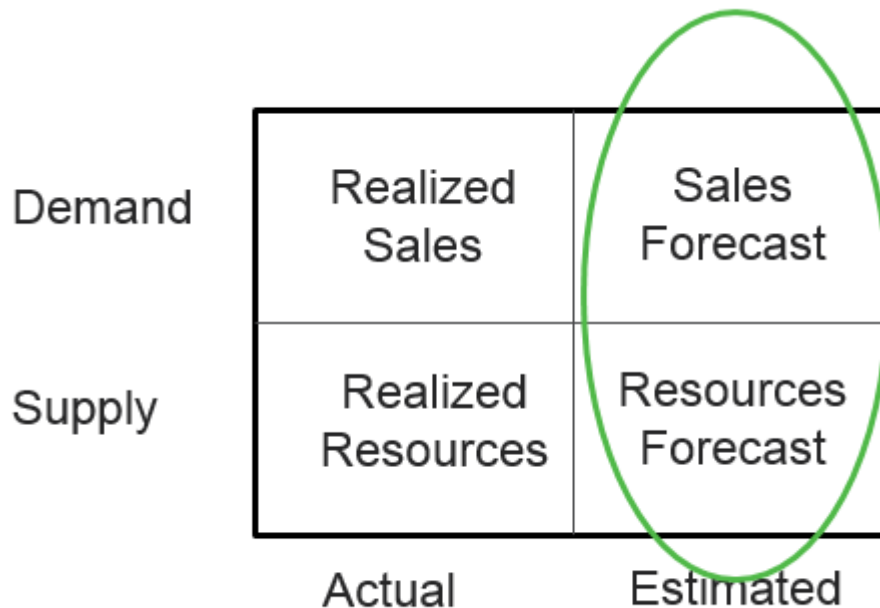 Demand
Realized
Sales
Sales
Forecast
Supply
Realized
Resources
Resources
Forecast
Actual
Estimated